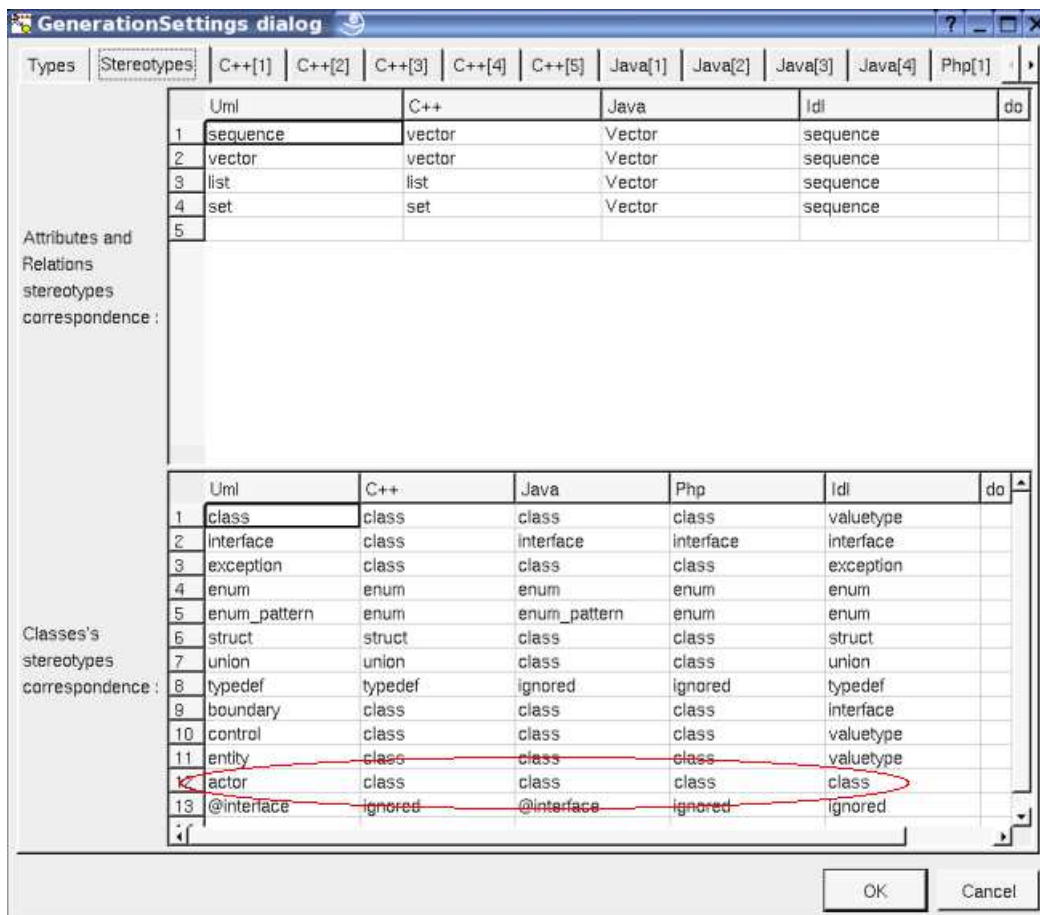 GenerationSettings dialog ?
Types Stereotypes C++[1] C++[2] C++[3] C++[4] C++[5] Java[1] Java[2] Java[3] Java[4] Php[1]
Attributes and
Relations
stereotypes
correspondence :
Uml C++ Java Idl do
1 sequence vector Vector sequence
2 vector vector Vector sequence
3 list list Vector sequence
4 set set Vector sequence
5
Classes's
stereotypes
correspondence :
Uml C++ Java Php Idl do
1 class class class class valuetype
2 interface class interface interface interface
3 exception class class class exception
4 enum enum enum enum enum
5 enum_pattern enum enum_pattern enum enum
6 struct struct class class struct
7 union union class class union
8 typedef typedef ignored ignored typedef
9 boundary class class class interface
10 control class class class valuetype
11 entity class class class valuetype
12 actor class class class class
13 @interface ignored @interface ignored ignored
OK Cancel